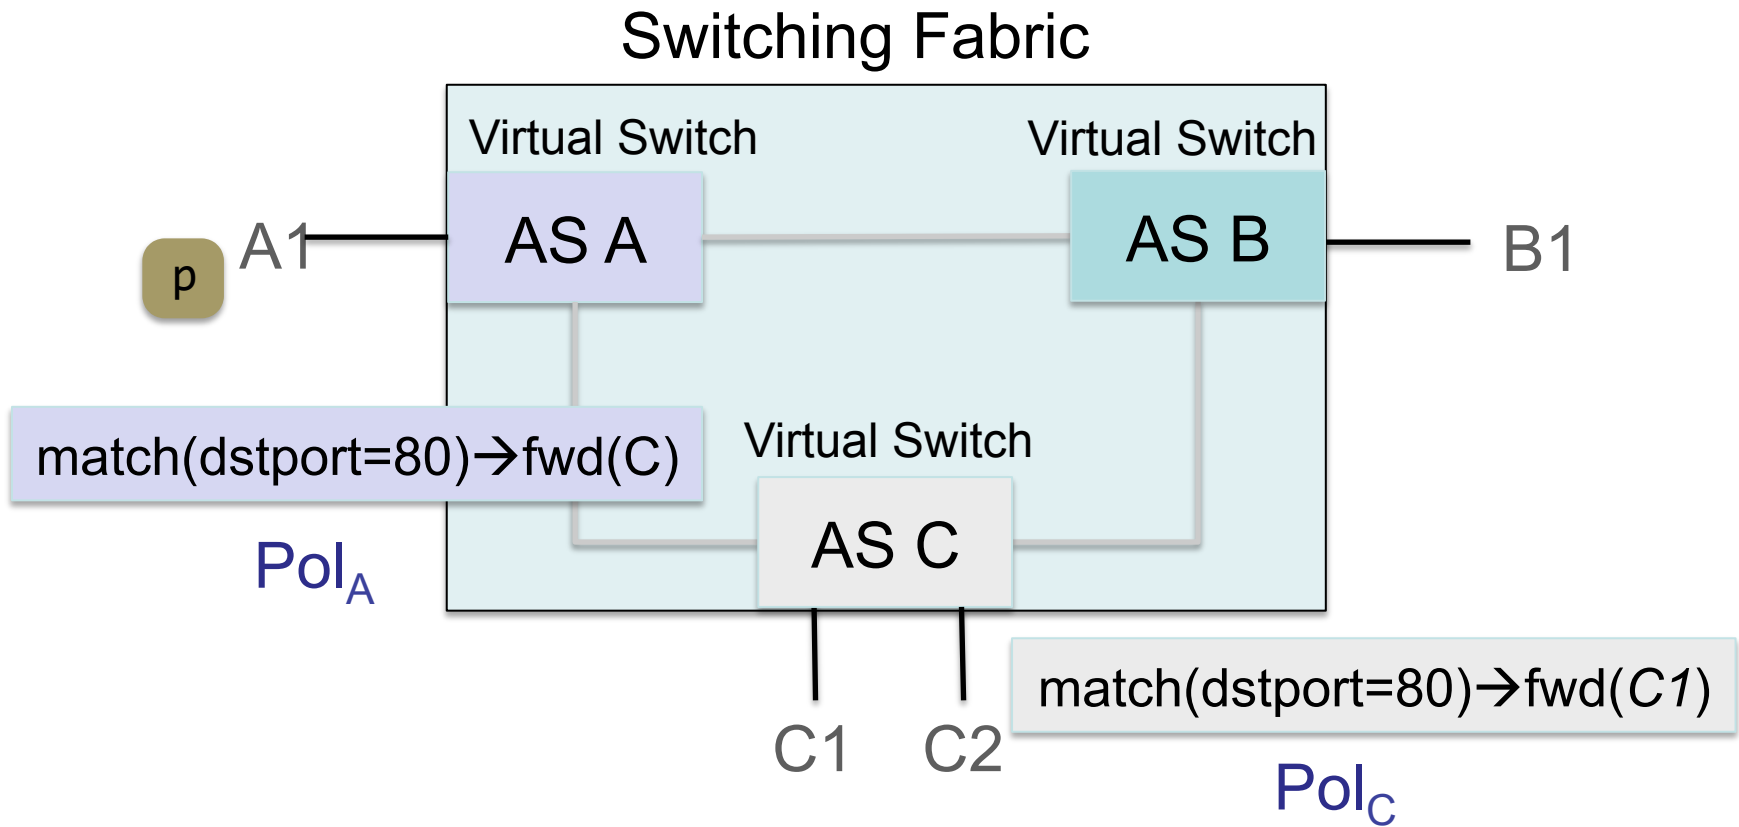 Switching Fabric
Virtual Switch
Virtual Switch
AS A
AS B
A1
B1
p
match(dstport=80)→fwd(C)
Virtual Switch
AS C
PolA
match(dstport=80)→fwd(C1)
C1
C2
PolC